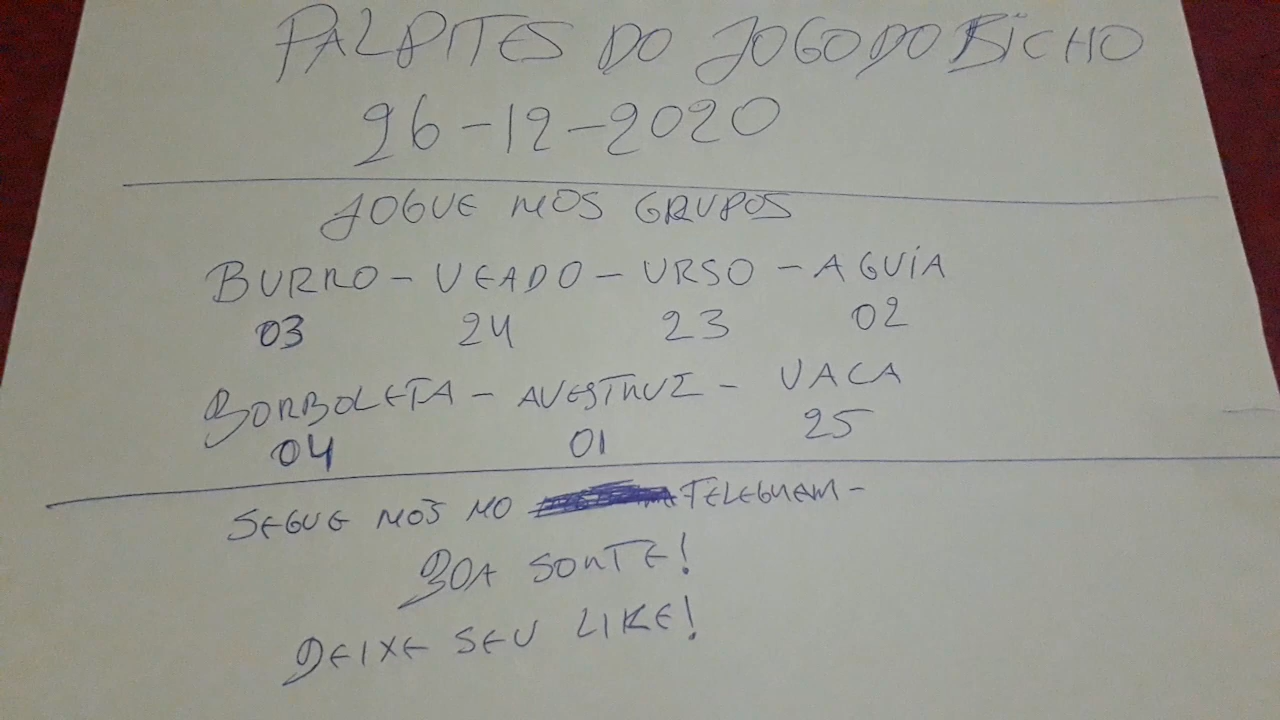 PALPITES DO JOGO DO BICHO
26-12-2020
JOGUE NOS GRUPOS
BURRO - VEADO - URSO - AGUIA
03 24 23 02
BORBOLETA - AVESTRUZ - VACA
04 01 25
SEGUE NOS NO TELEGRAM -
BOA SORTE!
DEIXE SEU LIKE!